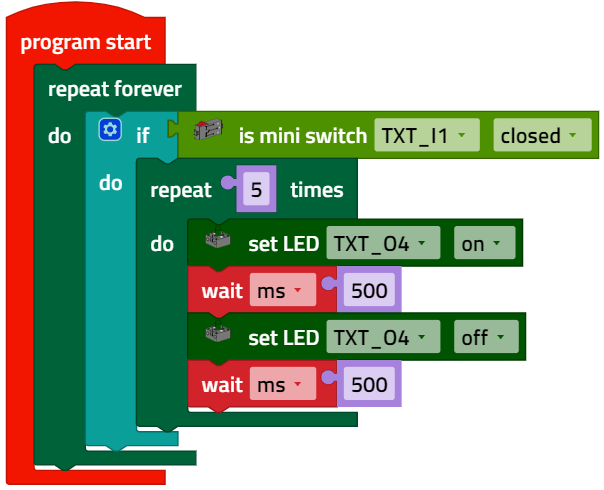 program start
repeat forever
do if is mini switch TXT_I1 closed
do repeat 5 times
do set LED TXT_O4 on
wait ms 500
set LED TXT_O4 off
wait ms 500